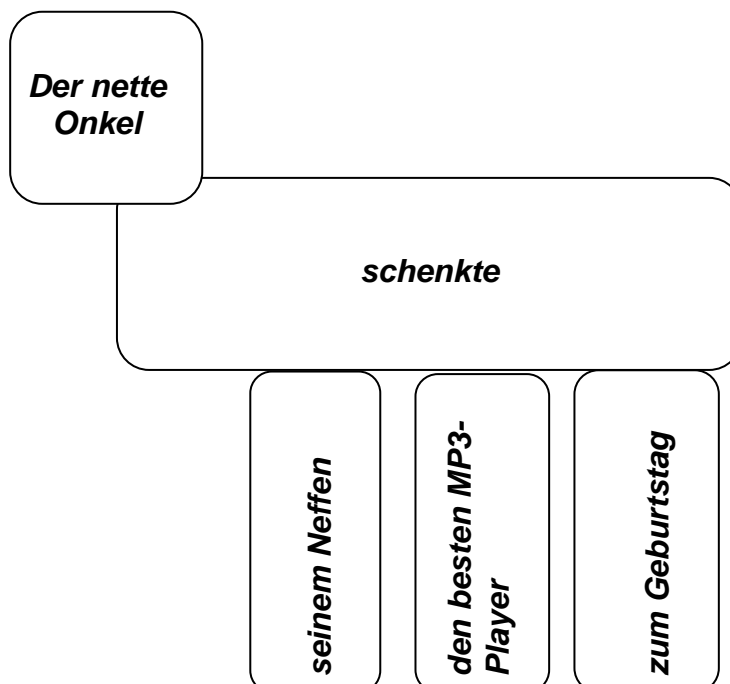 Der nette
Onkel
schenkte
seinem Neffen
den besten MP3-
Player
zum Geburtstag